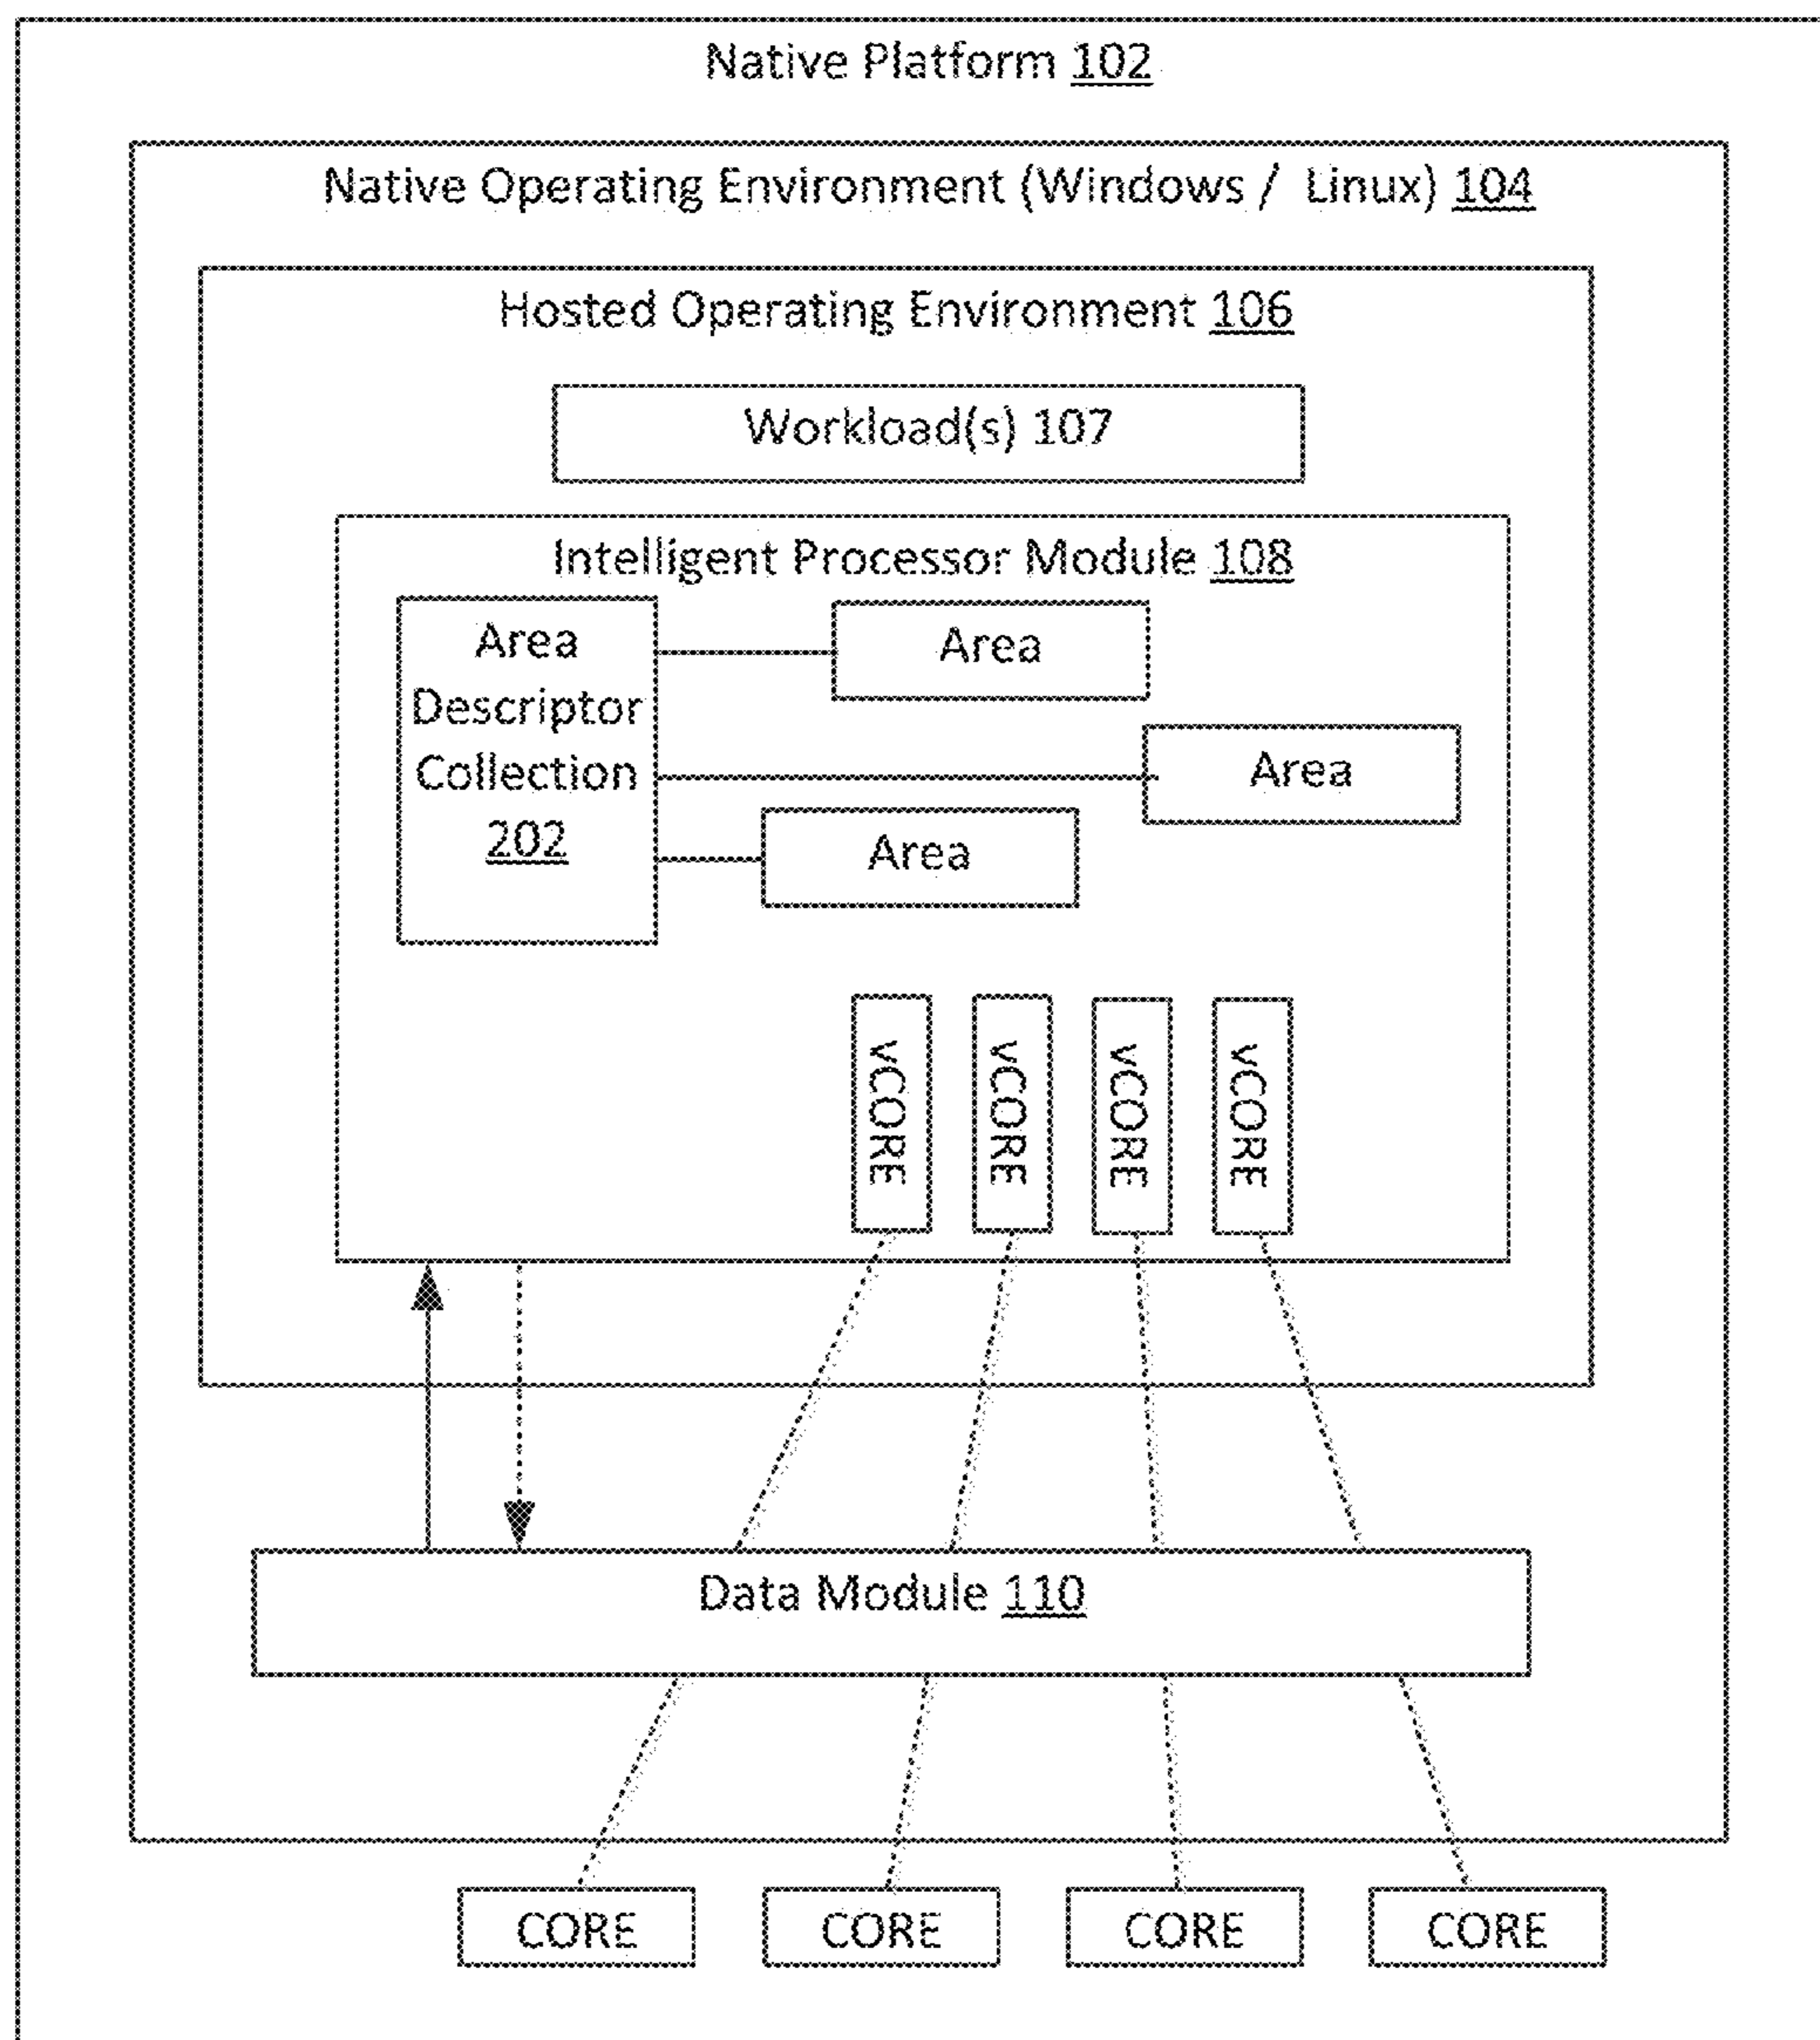 Native Platform 102
Native Operating Environment (Windows / Linux) 104
Hosted Operating Environment 106
Workload(s) 107
Intelligent Processor Module 108
Area
Descriptor
Collection
202
Area
Area
Area
vCORE
vCORE
vCORE
vCORE
Data Module 110
CORE
CORE
CORE
CORE